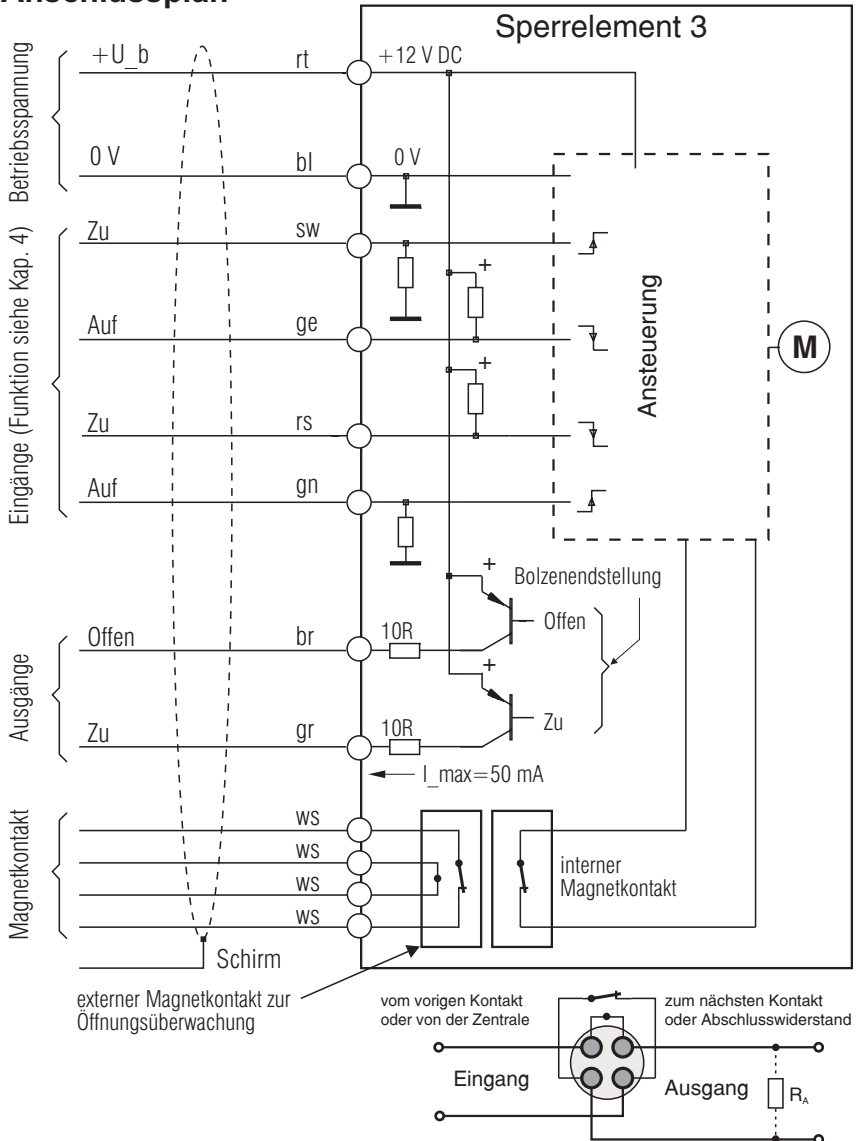 Anschlussplan
Sperrelement 3
Betriebsspannung
+U_b
rt
+12 V DC
0 V
bl
0 V
Eingänge (Funktion siehe Kap. 4)
Zu
sw
Auf
ge
+
Zu
rs
+
Auf
gn
Ansteuerung
M
Ausgänge
Offen
br
10R
+
Offen
Bolzenendstellung
Zu
gr
10R
+
Zu
I_max=50 mA
Magnetkontakt
ws
ws
ws
ws
interner
Magnetkontakt
Schirm
externer Magnetkontakt zur
Öffnungsüberwachung
vom vorigen Kontakt
oder von der Zentrale
zum nächsten Kontakt
oder Abschlusswiderstand
Eingang
Ausgang
R_A